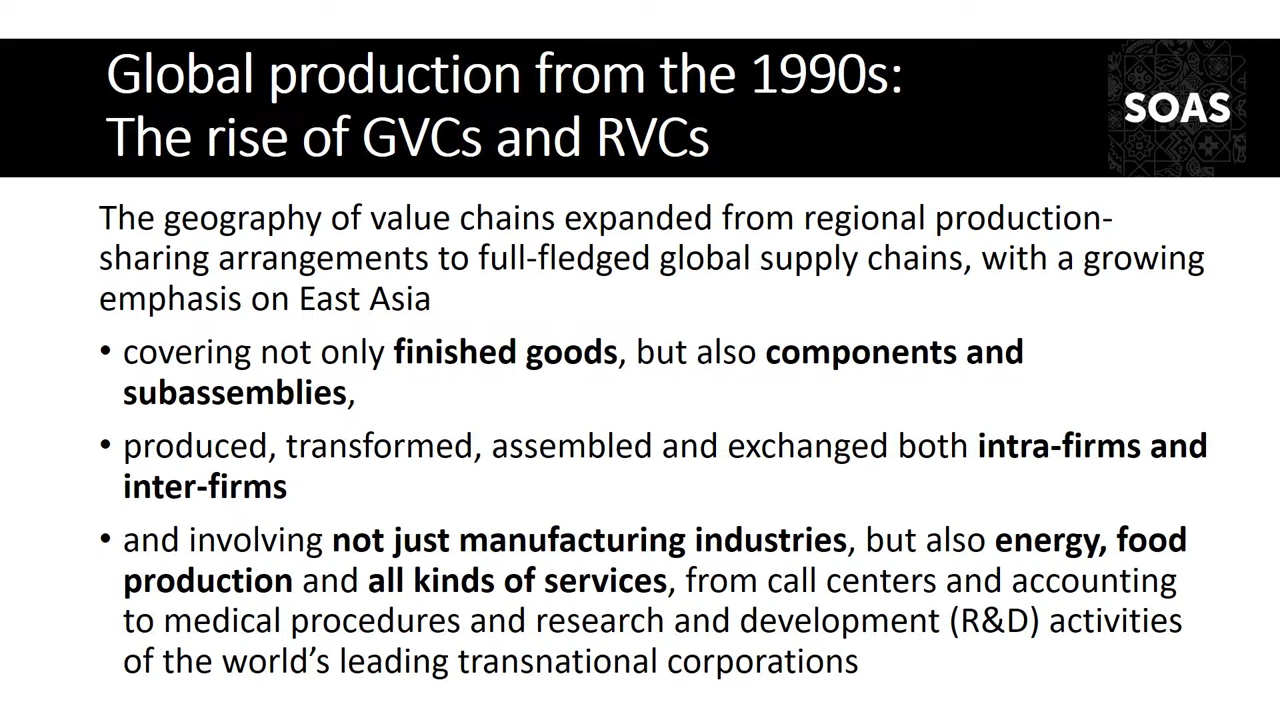 Global production from the 1990s:
The rise of GVCs and RVCs
SOAS
The geography of value chains expanded from regional production-
sharing arrangements to full-fledged global supply chains, with a growing
emphasis on East Asia
• covering not only finished goods, but also components and
subassemblies,
• produced, transformed, assembled and exchanged both intra-firms and
inter-firms
• and involving not just manufacturing industries, but also energy, food
production and all kinds of services, from call centers and accounting
to medical procedures and research and development (R&D) activities
of the world’s leading transnational corporations